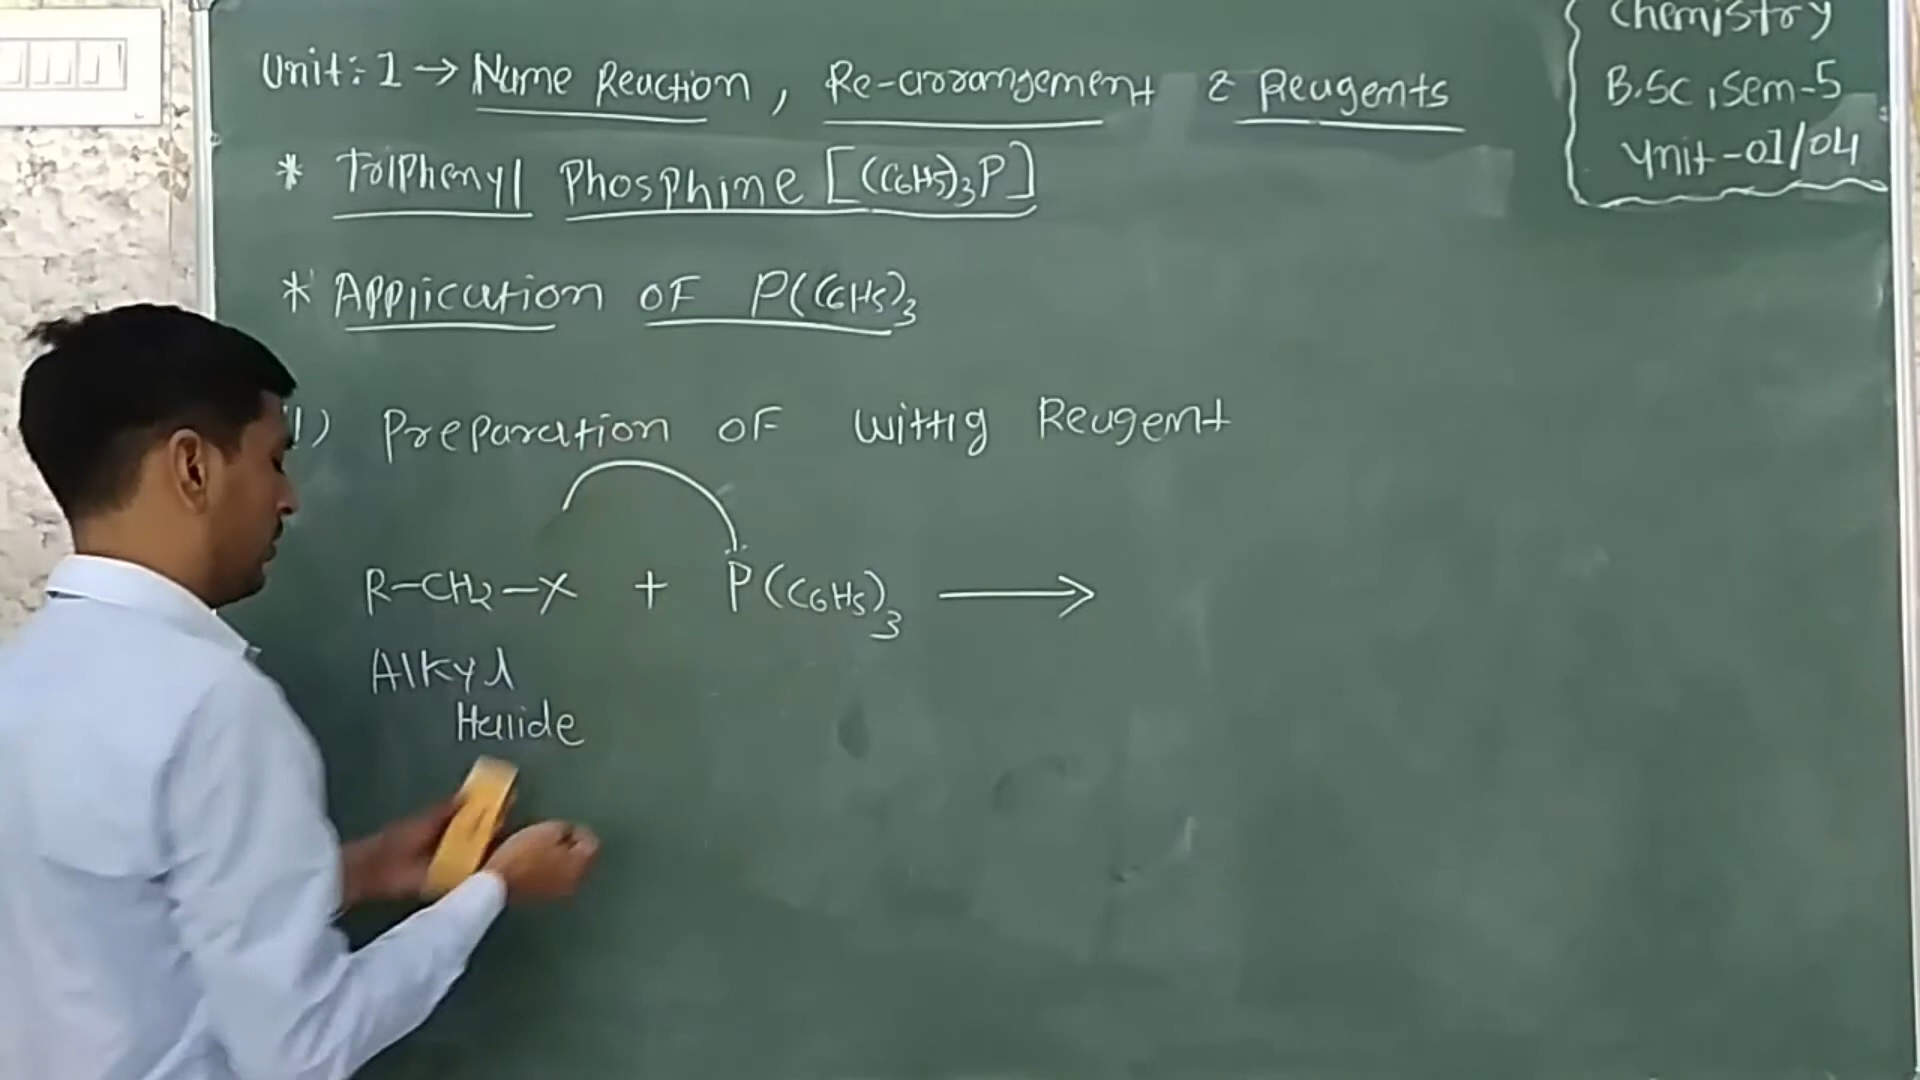 Chemistry
B.Sc, Sem-5
Unit-01/04
Unit:1 → Name Reaction, Re-arrangement & Reagents
* Triphenyl Phosphine [(C6H5)3P]
* Application of P(C6H5)3
1) Preparation of Wittig Reagent
R-CH2-X + P(C6H5)3 →
Alkyl
Halide